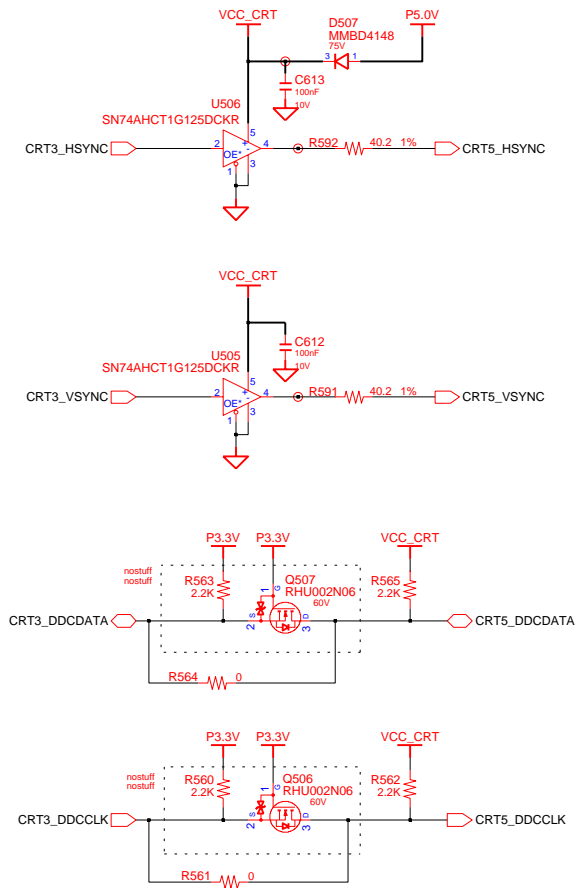 VCC_CRT
D507
MMBD4148
75V
P5.0V
3
1
C613
100nF
10V
U506
SN74AHCT1G125DCKR
5
CRT3_HSYNC
2
+
-
OE*
4
1
3
R592
40.2
1%
CRT5_HSYNC
VCC_CRT
C612
100nF
10V
U505
SN74AHCT1G125DCKR
5
CRT3_VSYNC
2
+
-
OE*
4
1
3
R591
40.2
1%
CRT5_VSYNC
P3.3V
P3.3V
VCC_CRT
nostuff
nostuff
R563
2.2K
1
G
Q507
RHU002N06
60V
R565
2.2K
CRT3_DDCDATA
S
2
D
3
CRT5_DDCDATA
R564
0
P3.3V
P3.3V
VCC_CRT
nostuff
nostuff
R560
2.2K
1
G
Q506
RHU002N06
60V
R562
2.2K
CRT3_DDCCLK
S
2
D
3
CRT5_DDCCLK
R561
0